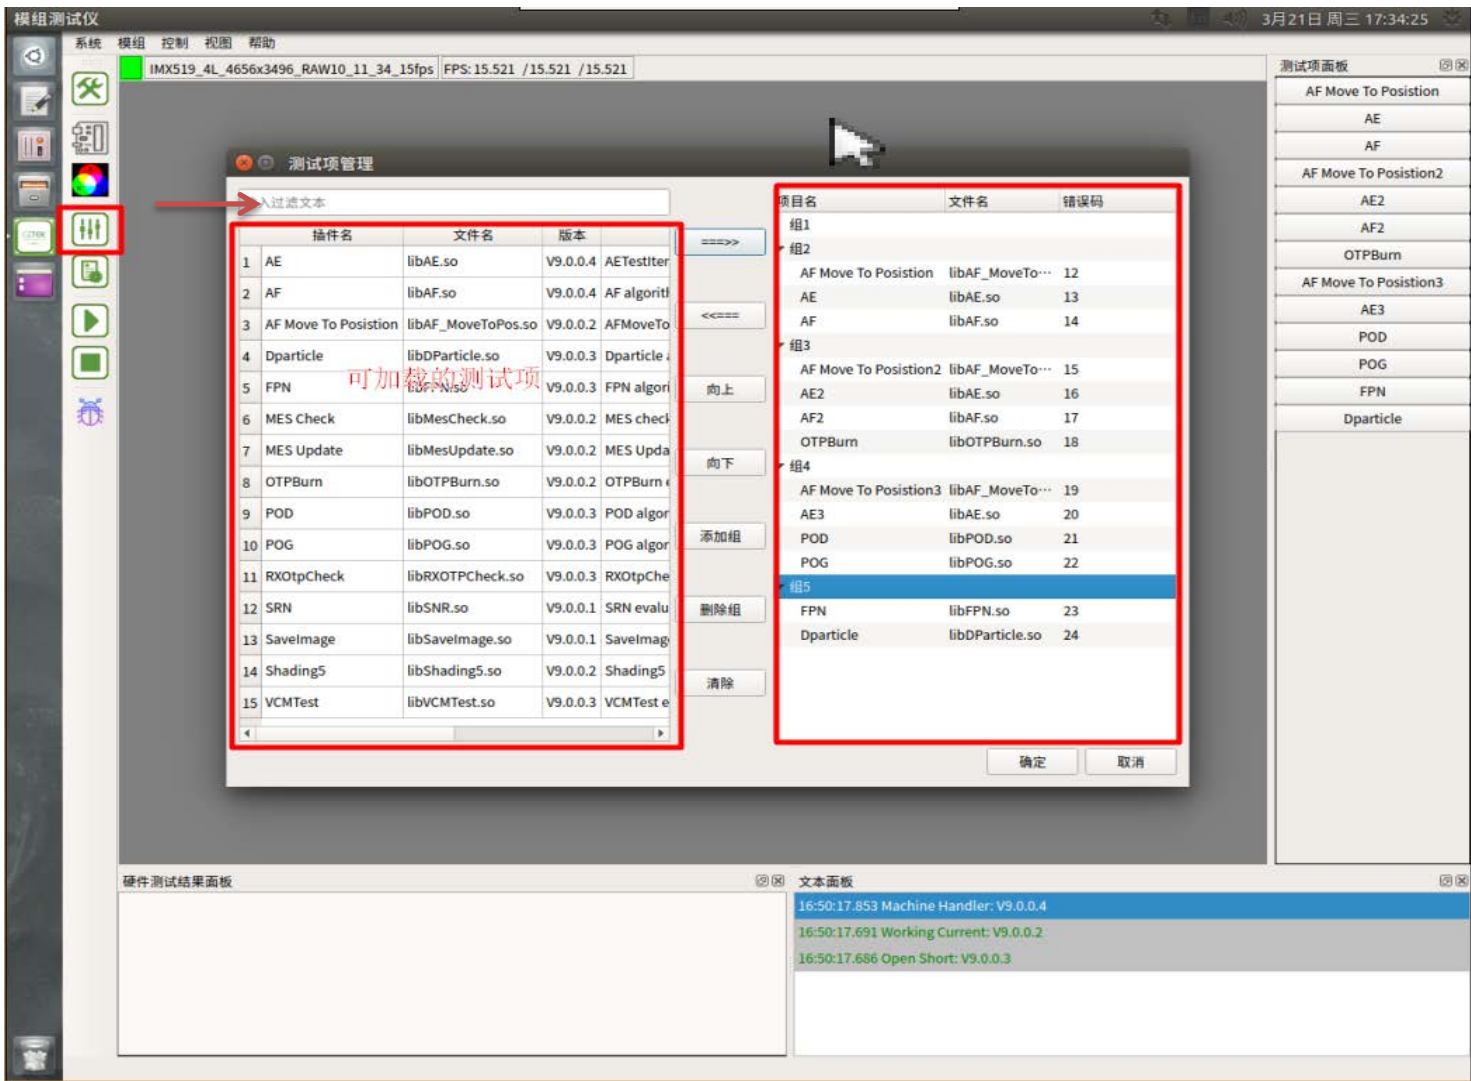 模组测试仪
3月21日 周三 17:34:25
系统 模组 控制 视图 帮助
IMX519_4L_4656x3496_RAW10_11_34_15fps FPS: 15.521 /15.521 /15.521
测试项面板
AF Move To Posistion
AE
AF
AF Move To Posistion2
AE2
AF2
OTPBurn
AF Move To Posistion3
AE3
POD
POG
FPN
Dparticle
测试项管理
入过滤文本
插件名 文件名 版本
1 AE libAE.so V9.0.0.4 AETestIter
2 AF libAF.so V9.0.0.4 AF algorith
3 AF Move To Posistion libAF_MoveToPos.so V9.0.0.2 AFMoveTo
4 Dparticle libDParticle.so V9.0.0.3 Dparticle a
5 FPN libFPN.so V9.0.0.3 FPN algori
6 MES Check libMesCheck.so V9.0.0.2 MES check
7 MES Update libMesUpdate.so V9.0.0.2 MES Upda
8 OTPBurn libOTPBurn.so V9.0.0.2 OTPBurn e
9 POD libPOD.so V9.0.0.3 POD algor
10 POG libPOG.so V9.0.0.3 POG algor
11 RXOtpCheck libRXOTPCheck.so V9.0.0.3 RXOtpChe
12 SRN libSNR.so V9.0.0.1 SRN evalu
13 SaveImage libSaveImage.so V9.0.0.1 SaveImag
14 Shading5 libShading5.so V9.0.0.2 Shading5
15 VCMTest libVCMTest.so V9.0.0.3 VCMTest e
可加载的测试项
===>>
<<===
向上
向下
添加组
删除组
清除
项目名 文件名 错误码
组1
组2
AF Move To Posistion libAF_MoveTo··· 12
AE libAE.so 13
AF libAF.so 14
组3
AF Move To Posistion2 libAF_MoveTo··· 15
AE2 libAE.so 16
AF2 libAF.so 17
OTPBurn libOTPBurn.so 18
组4
AF Move To Posistion3 libAF_MoveTo··· 19
AE3 libAE.so 20
POD libPOD.so 21
POG libPOG.so 22
组5
FPN libFPN.so 23
Dparticle libDParticle.so 24
确定 取消
硬件测试结果面板
文本面板
16:50:17.853 Machine Handler: V9.0.0.4
16:50:17.691 Working Current: V9.0.0.2
16:50:17.686 Open Short: V9.0.0.3